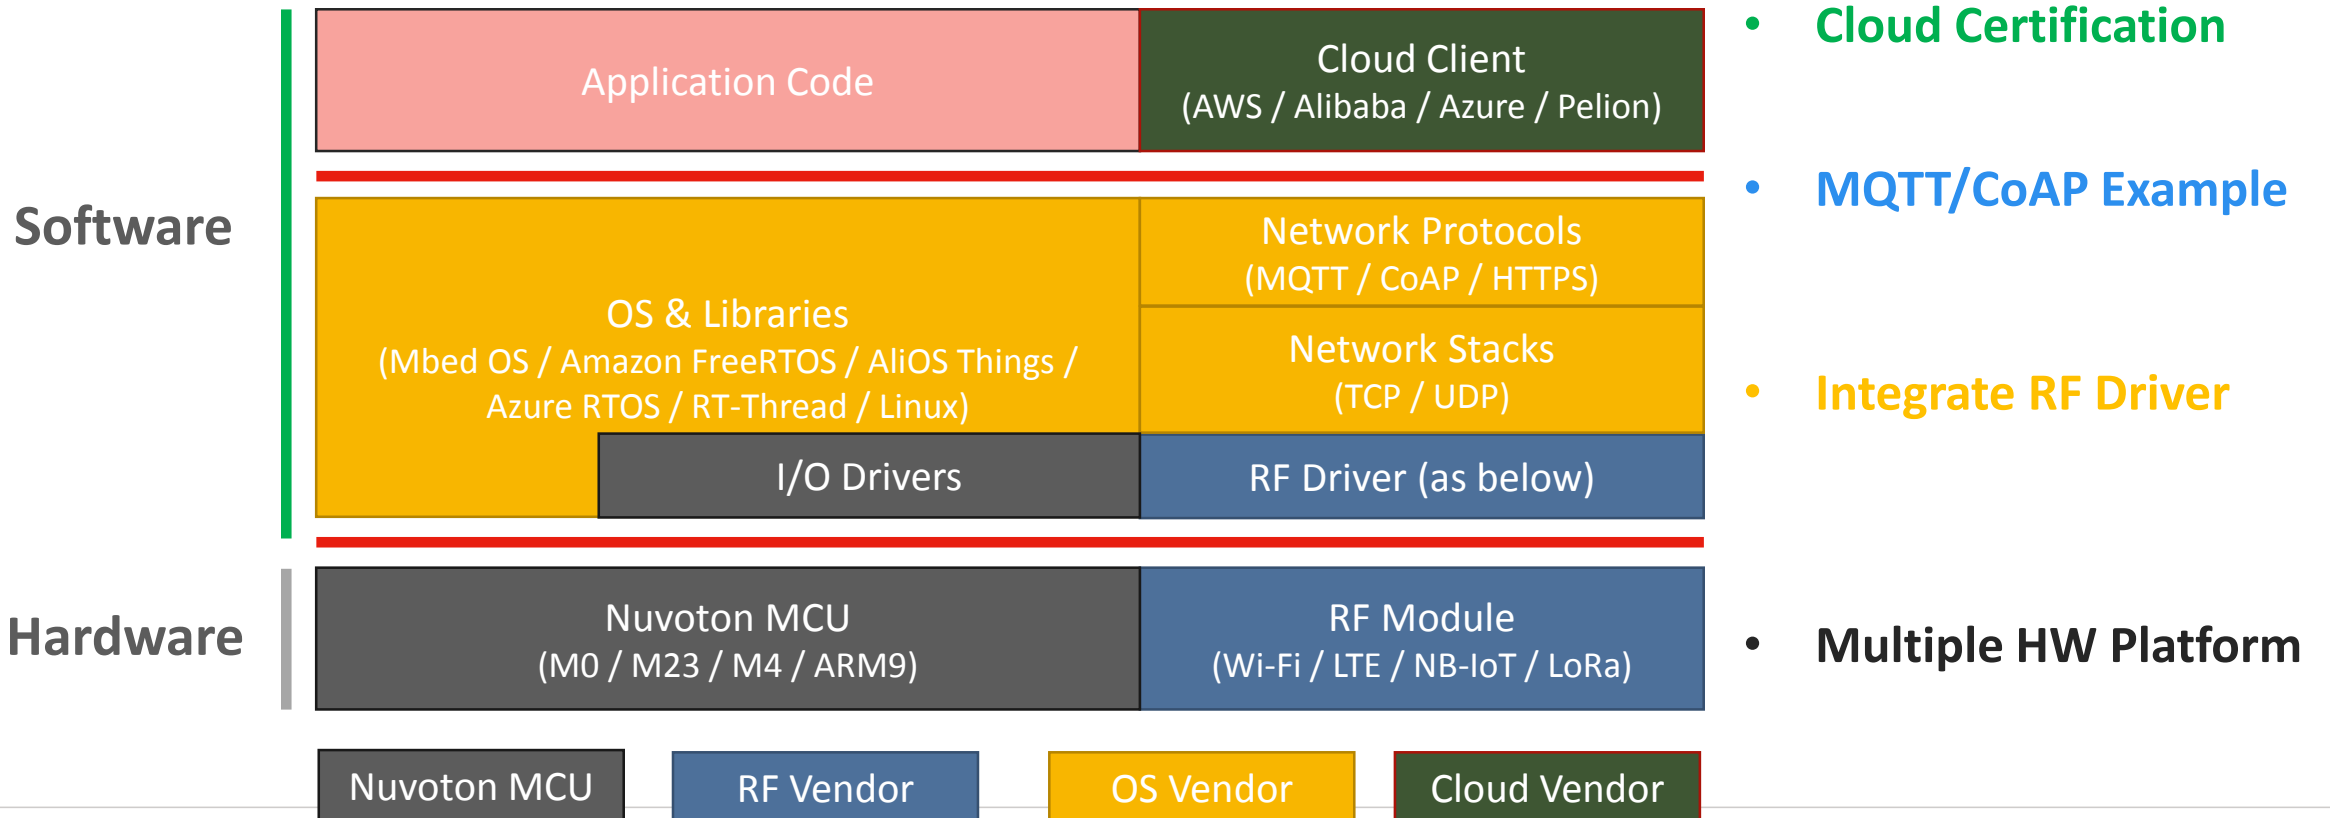 Software
Hardware
Application Code
Cloud Client
(AWS / Alibaba / Azure / Pelion)
OS & Libraries
(Mbed OS / Amazon FreeRTOS / AliOS Things /
Azure RTOS / RT-Thread / Linux)
Network Protocols
(MQTT / CoAP / HTTPS)
Network Stacks
(TCP / UDP)
I/O Drivers
RF Driver (as below)
Nuvoton MCU
(M0 / M23 / M4 / ARM9)
RF Module
(Wi-Fi / LTE / NB-IoT / LoRa)
Nuvoton MCU
RF Vendor
OS Vendor
Cloud Vendor
• Cloud Certification
• MQTT/CoAP Example
• Integrate RF Driver
• Multiple HW Platform